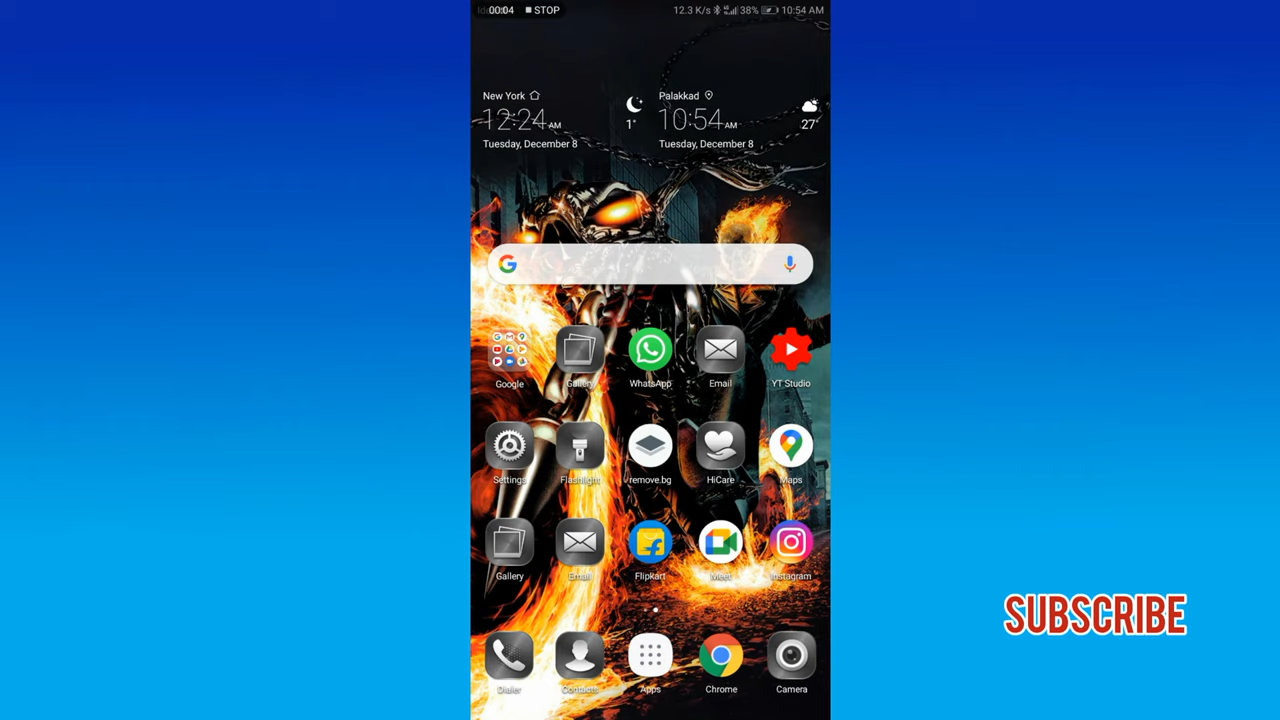 00:04 STOP
12.3 K/s 38% 10:54 AM
New York
12:24 AM
Tuesday, December 8
1°
Palakkad
10:54 AM
Tuesday, December 8
27°
Google Gallery WhatsApp Email YT Studio
Settings Flashlight remove.bg HiCare Maps
Gallery Email Flipkart Meet Instagram
Dialer Contacts Apps Chrome Camera
SUBSCRIBE